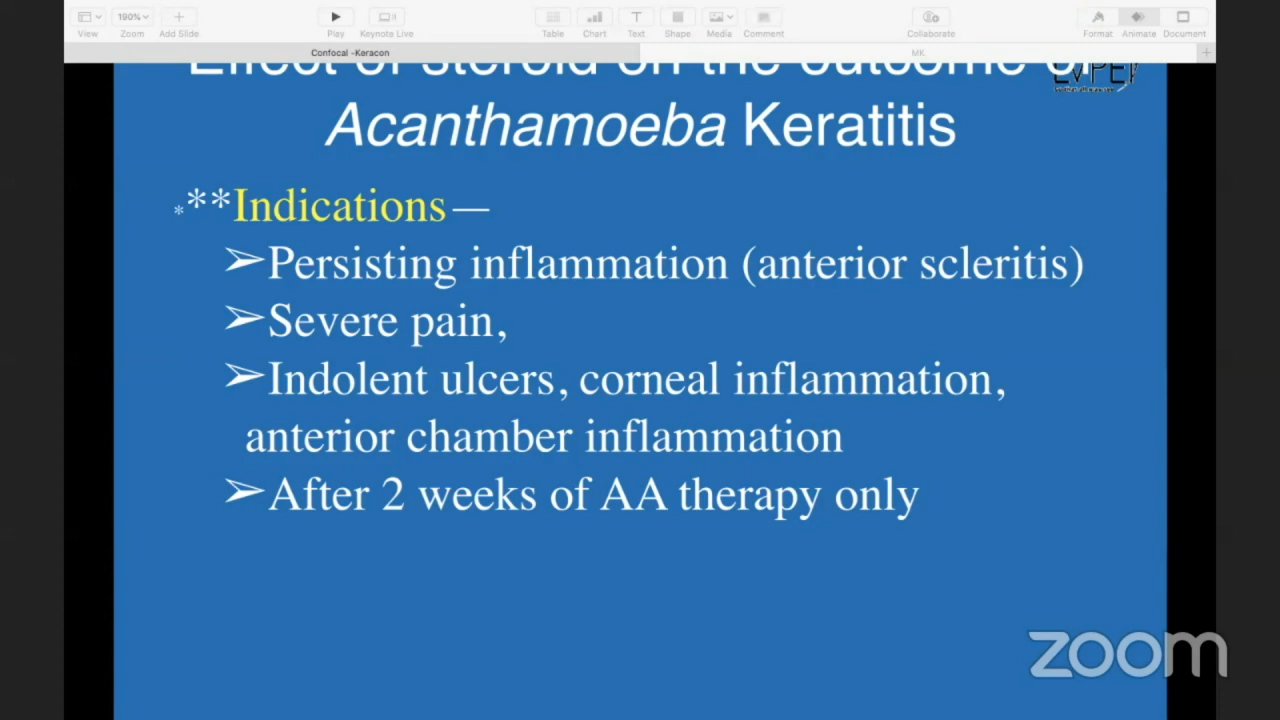 190%
View
Zoom
Add Slide
Play
Keynote Live
Table
Chart
Text
Shape
Media
Comment
Collaborate
Format
Animate
Document
Confocal -Keracon
MK
Effect of steroid on the outcome of
LVPEI
Acanthamoeba Keratitis
***Indications—
➢Persisting inflammation (anterior scleritis)
➢Severe pain,
➢Indolent ulcers, corneal inflammation,
anterior chamber inflammation
➢After 2 weeks of AA therapy only
zoom